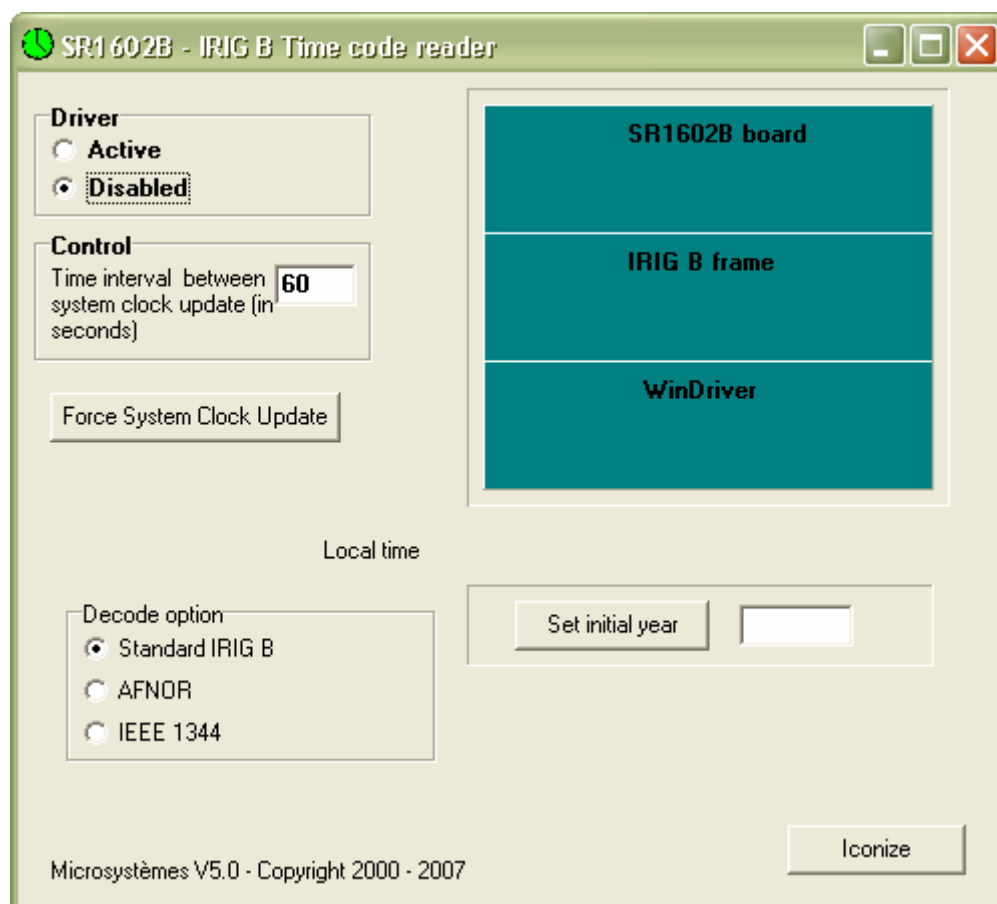 SR1602B - IRIG B Time code reader
Driver
Active
Disabled
Control
Time interval between
system clock update (in
seconds)
60
Force System Clock Update
SR1602B board
IRIG B frame
WinDriver
Local time
Decode option
Standard IRIG B
AFNOR
IEEE 1344
Set initial year
Iconize
Microsystèmes V5.0 - Copyright 2000 - 2007